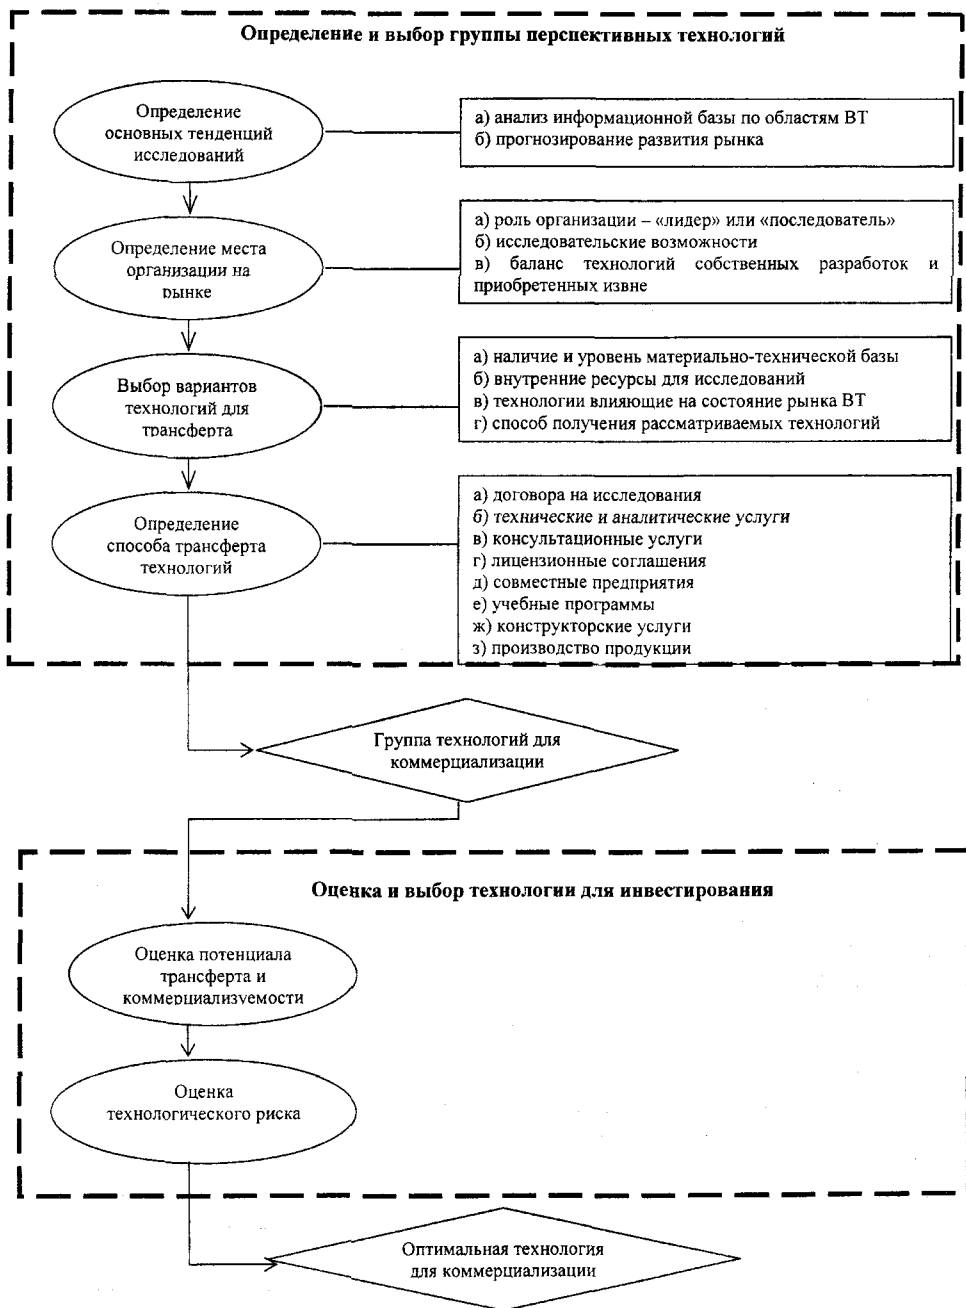 Определение и выбор группы перспективных технологий
Определение
основных тенденций
исследований
а) анализ информационной базы по областям ВТ
б) прогнозирование развития рынка
Определение места
организации на
рынке
а) роль организации – «лидер» или «последователь»
б) исследовательские возможности
в) баланс технологий собственных разработок и
приобретенных извне
Выбор вариантов
технологий для
трансферта
а) наличие и уровень материально-технической базы
б) внутренние ресурсы для исследований
в) технологии влияющие на состояние рынка ВТ
г) способ получения рассматриваемых технологий
Определение
способа трансферта
технологий
а) договора на исследования
б) технические и аналитические услуги
в) консультационные услуги
г) лицензионные соглашения
д) совместные предприятия
е) учебные программы
ж) конструкторские услуги
з) производство продукции
Группа технологий для
коммерциализации
Оценка и выбор технологии для инвестирования
Оценка потенциала
трансферта и
коммерциализуемости
Оценка
технологического риска
Оптимальная технология
для коммерциализации